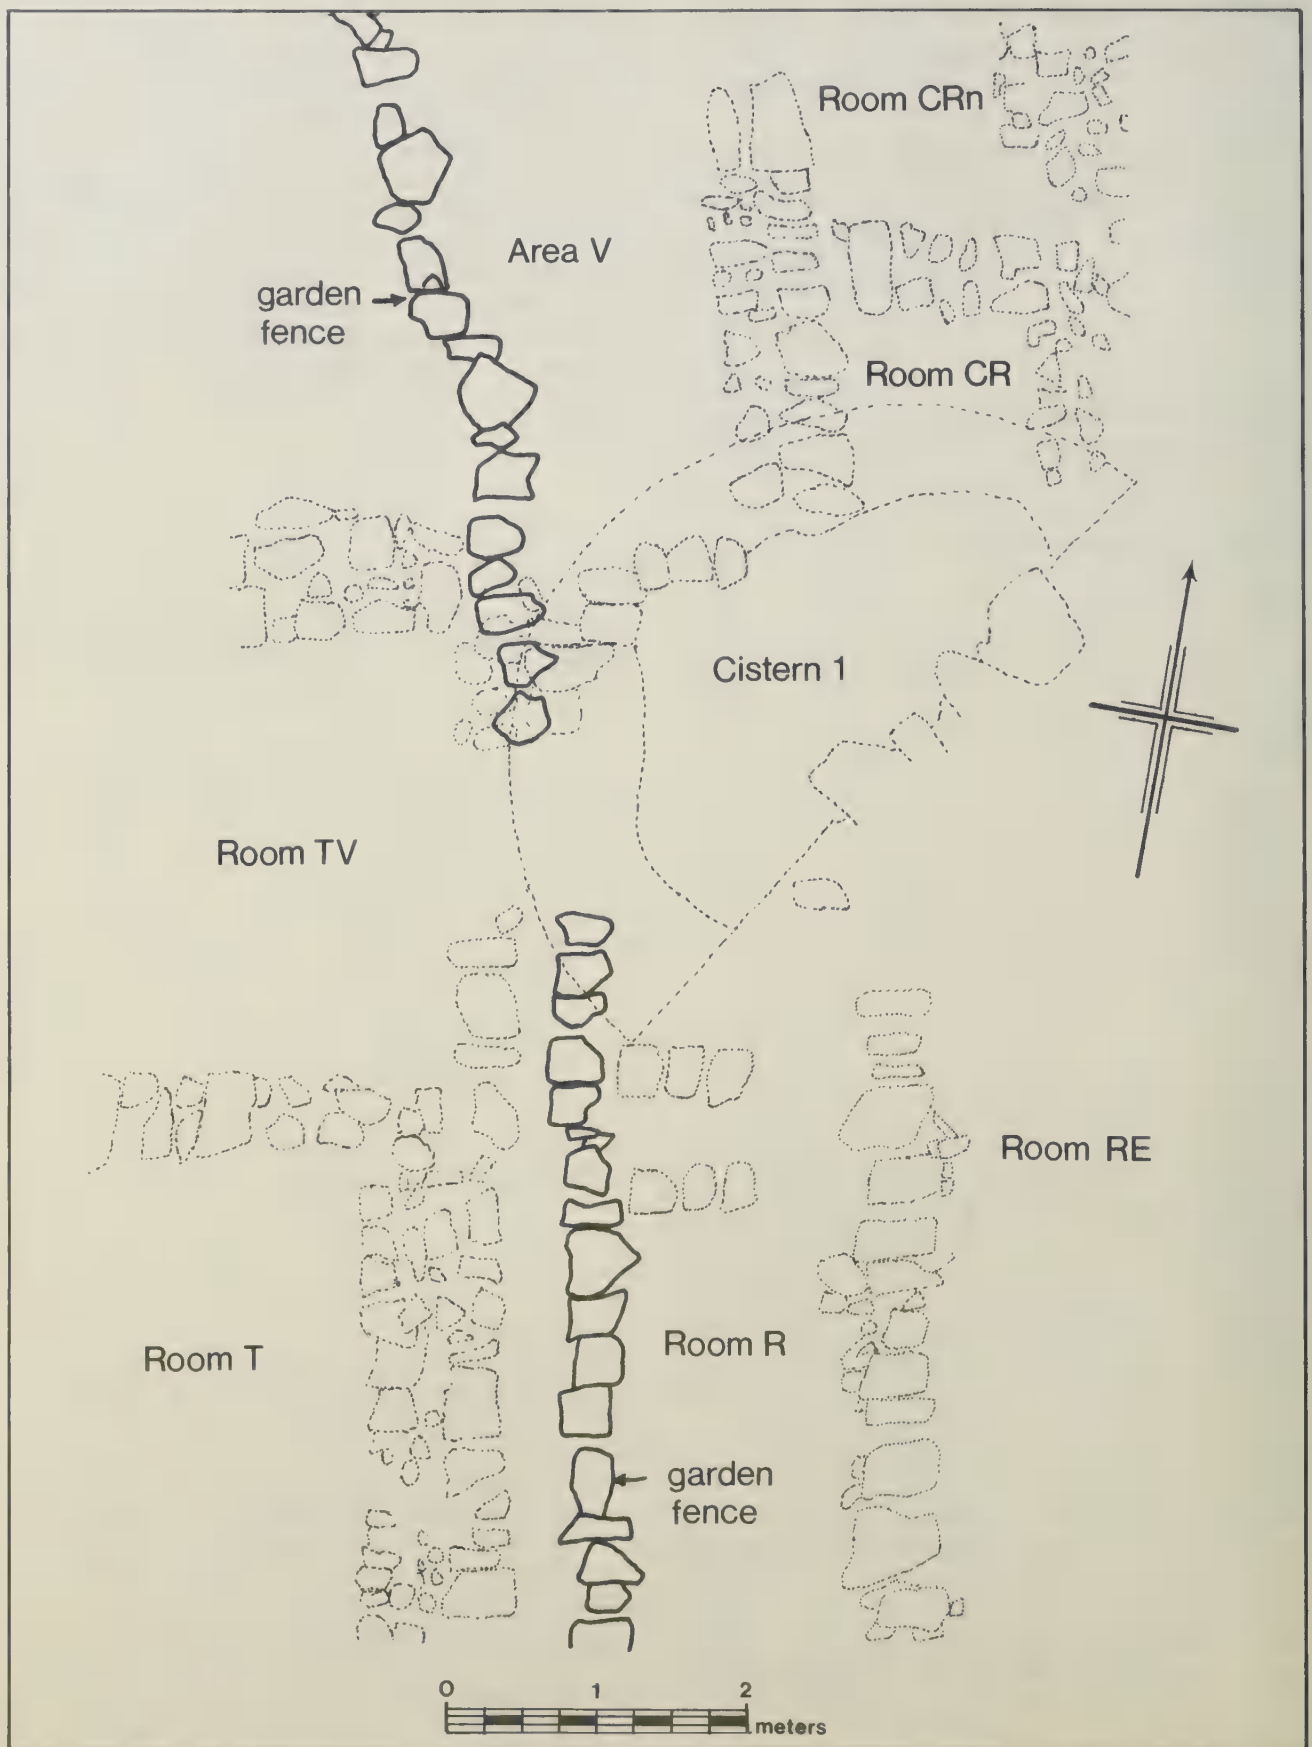 Room CRn
Area V
garden
fence
Room CR
Cistern 1
Room TV
Room RE
Room T
Room R
garden
fence
0 1 2
meters